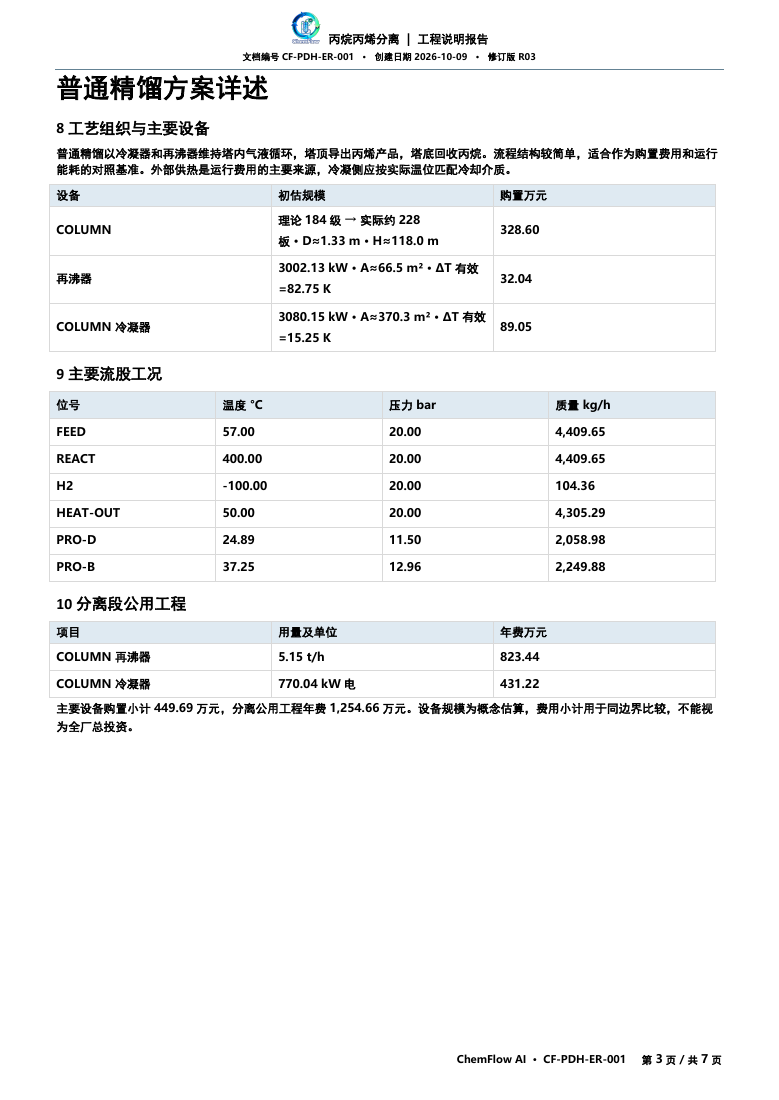 丙烷丙烯分离 | 工程说明报告
文档编号 CF-PDH-ER-001 • 创建日期 2026-10-09 • 修订版 R03
普通精馏方案详述
8 工艺组织与主要设备
普通精馏以冷凝器和再沸器维持塔内气液循环，塔顶导出丙烯产品，塔底回收丙烷。流程结构较简单，适合作为购置费用和运行
能耗的对照基准。外部供热是运行费用的主要来源，冷凝侧应按实际温位匹配冷却介质。
设备 初估规模 购置万元
COLUMN 理论 184 级 → 实际约 228
板 • D≈1.33 m • H≈118.0 m 328.60
再沸器 3002.13 kW • A≈66.5 m² • ΔT 有效
=82.75 K 32.04
COLUMN 冷凝器 3080.15 kW • A≈370.3 m² • ΔT 有效
=15.25 K 89.05
9 主要流股工况
位号 温度 °C 压力 bar 质量 kg/h
FEED 57.00 20.00 4,409.65
REACT 400.00 20.00 4,409.65
H2 -100.00 20.00 104.36
HEAT-OUT 50.00 20.00 4,305.29
PRO-D 24.89 11.50 2,058.98
PRO-B 37.25 12.96 2,249.88
10 分离段公用工程
项目 用量及单位 年费万元
COLUMN 再沸器 5.15 t/h 823.44
COLUMN 冷凝器 770.04 kW 电 431.22
主要设备购置小计 449.69 万元，分离公用工程年费 1,254.66 万元。设备规模为概念估算，费用小计用于同边界比较，不能视
为全厂总投资。
ChemFlow AI • CF-PDH-ER-001 第 3 页 / 共 7 页